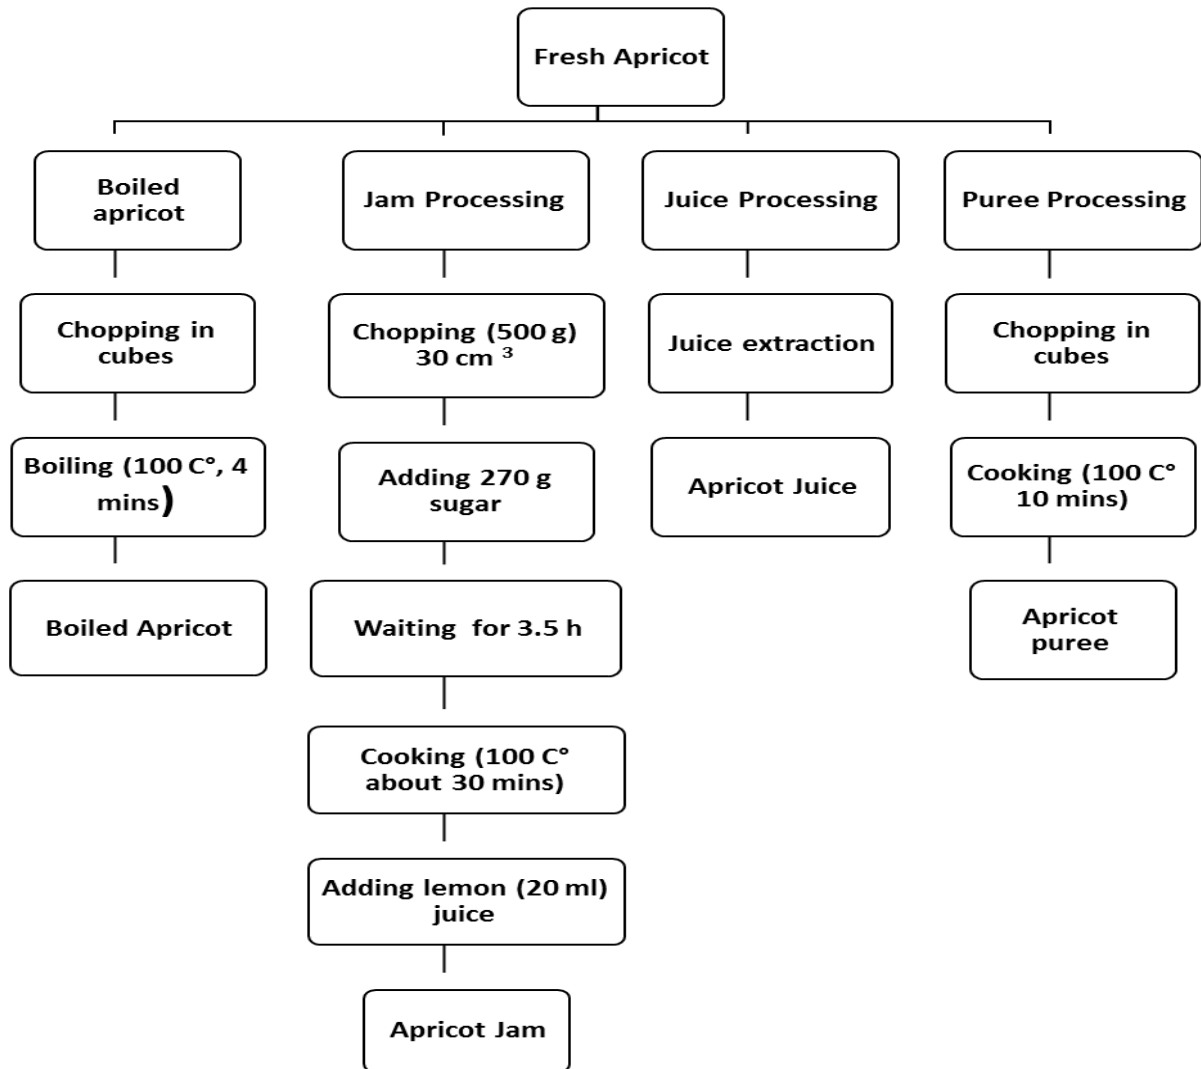 Fresh Apricot
Boiled
apricot
Chopping in
cubes
Boiling (100 C°, 4
mins)
Boiled Apricot
Jam Processing
Chopping (500 g)
30 cm ³
Adding 270 g
sugar
Waiting for 3.5 h
Cooking (100 C°
about 30 mins)
Adding lemon (20 ml)
juice
Apricot Jam
Juice Processing
Juice extraction
Apricot Juice
Puree Processing
Chopping in
cubes
Cooking (100 C°
10 mins)
Apricot
puree